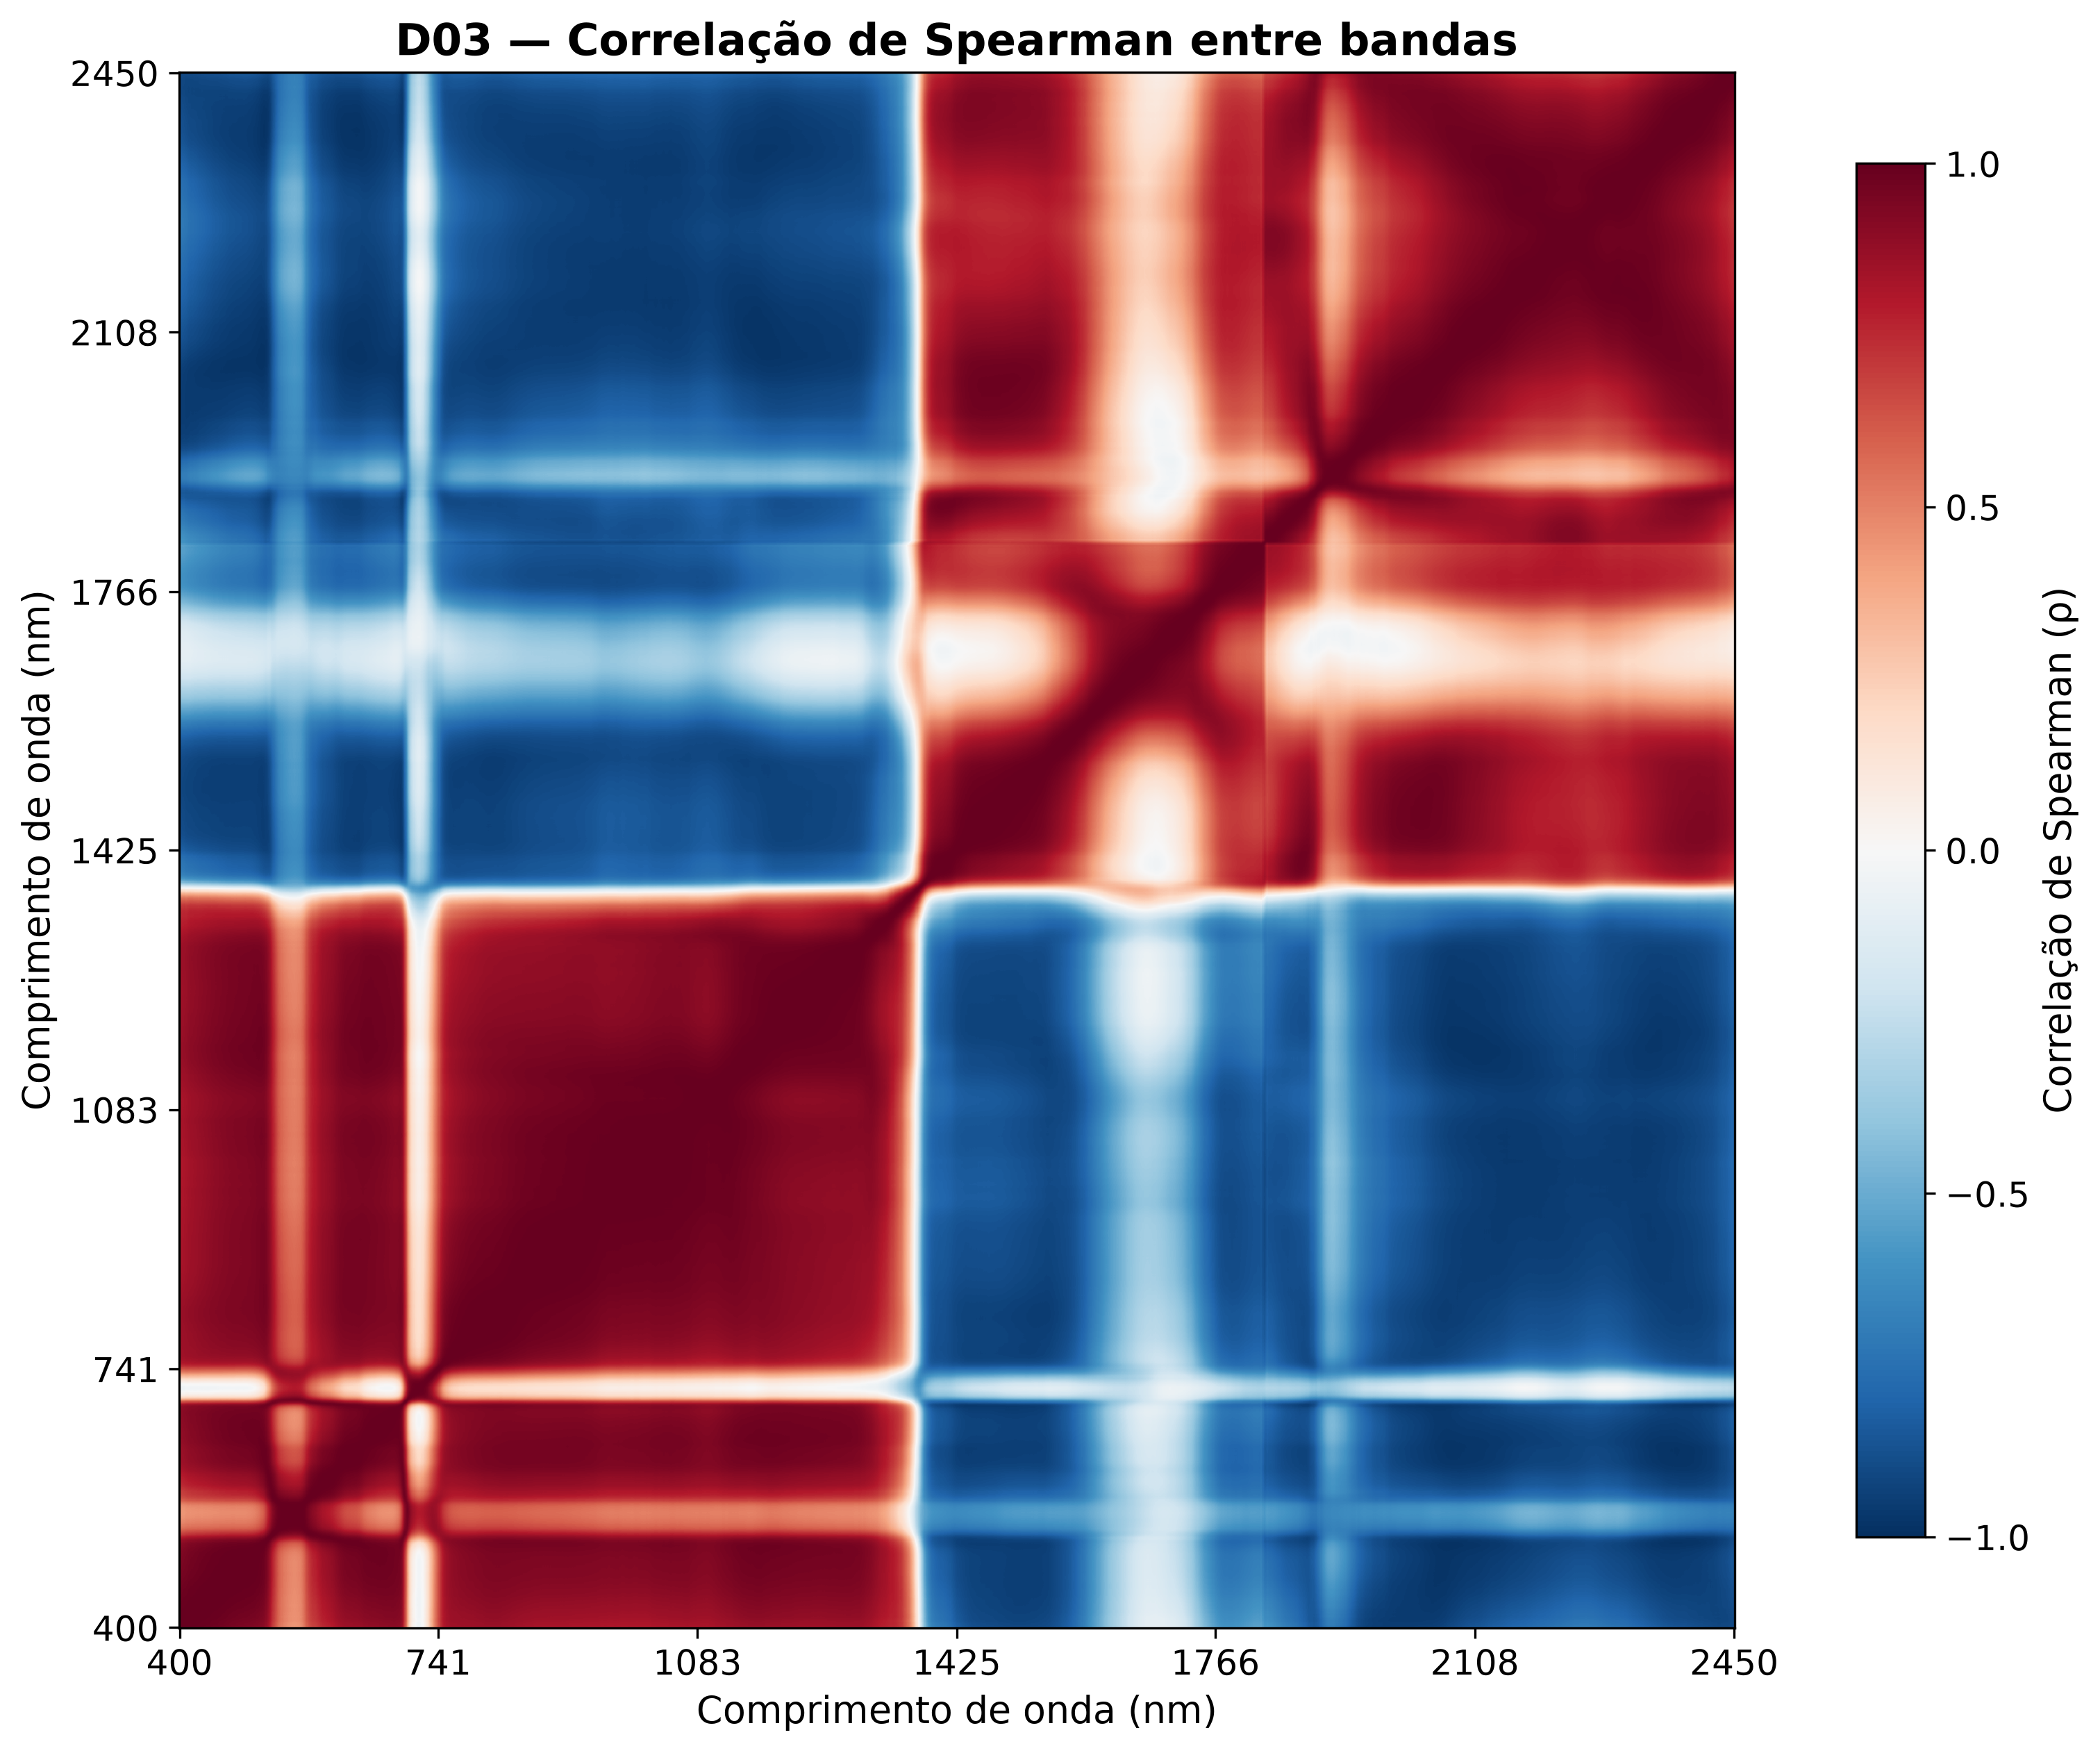 D03 — Correlação de Spearman entre bandas
2450
2108
1766
1425
1083
741
400
Comprimento de onda (nm)
400 741 1083 1425 1766 2108 2450
Comprimento de onda (nm)
1.0
0.5
0.0
−0.5
−1.0
Correlação de Spearman (ρ)